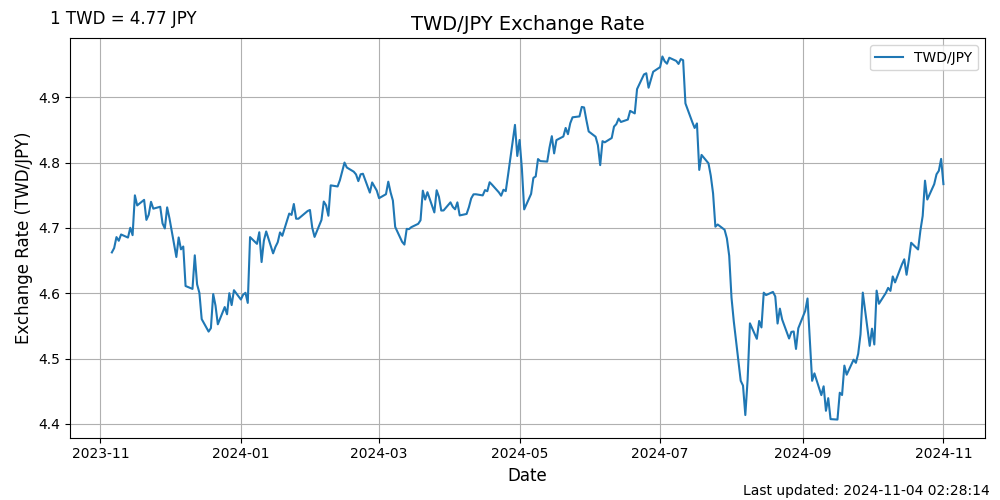 1 TWD = 4.77 JPY
TWD/JPY Exchange Rate
TWD/JPY
Exchange Rate (TWD/JPY)
4.9
4.8
4.7
4.6
4.5
4.4
2023-11 2024-01 2024-03 2024-05 2024-07 2024-09 2024-11
Date
Last updated: 2024-11-04 02:28:14